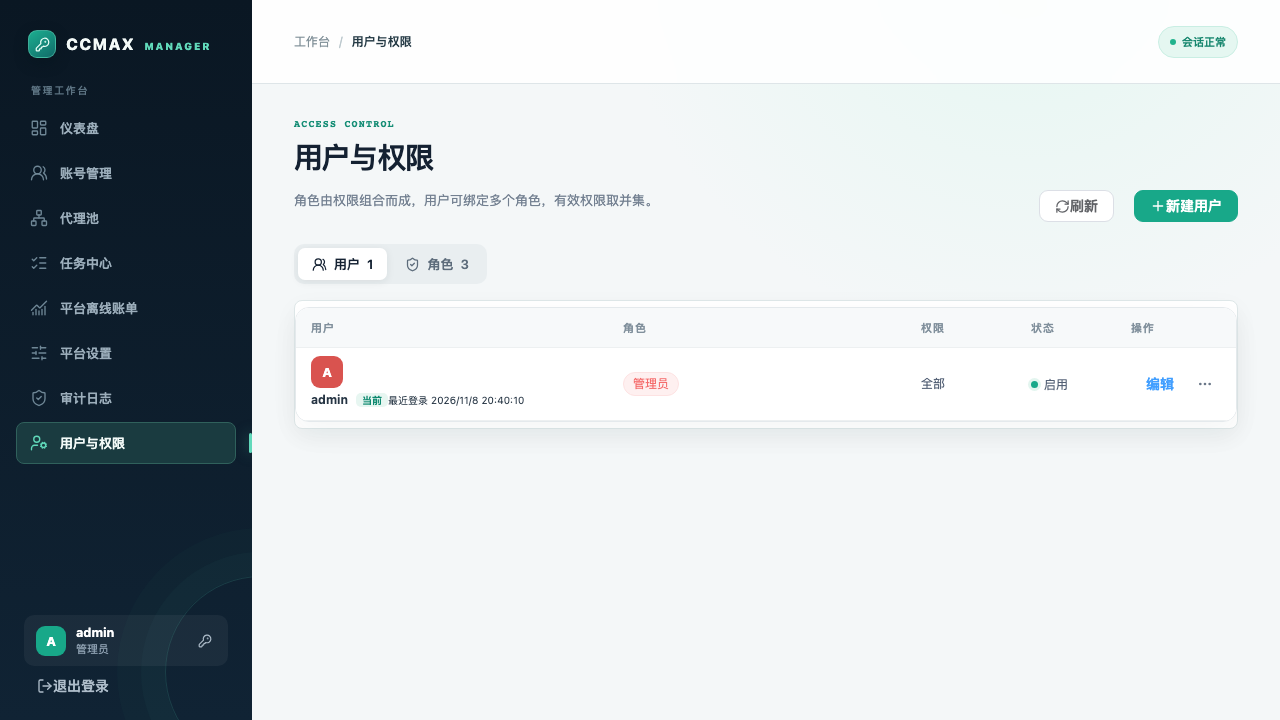 CCMAX MANAGER
管理工作台
仪表盘
账号管理
代理池
任务中心
平台离线账单
平台设置
审计日志
用户与权限
A
admin
管理员
退出登录
工作台 / 用户与权限
会话正常
ACCESS CONTROL
用户与权限
角色由权限组合而成，用户可绑定多个角色，有效权限取并集。
刷新
新建用户
用户 1
角色 3
用户 角色 权限 状态 操作
A
admin 当前 最近登录 2026/11/8 20:40:10
管理员
全部
启用
编辑